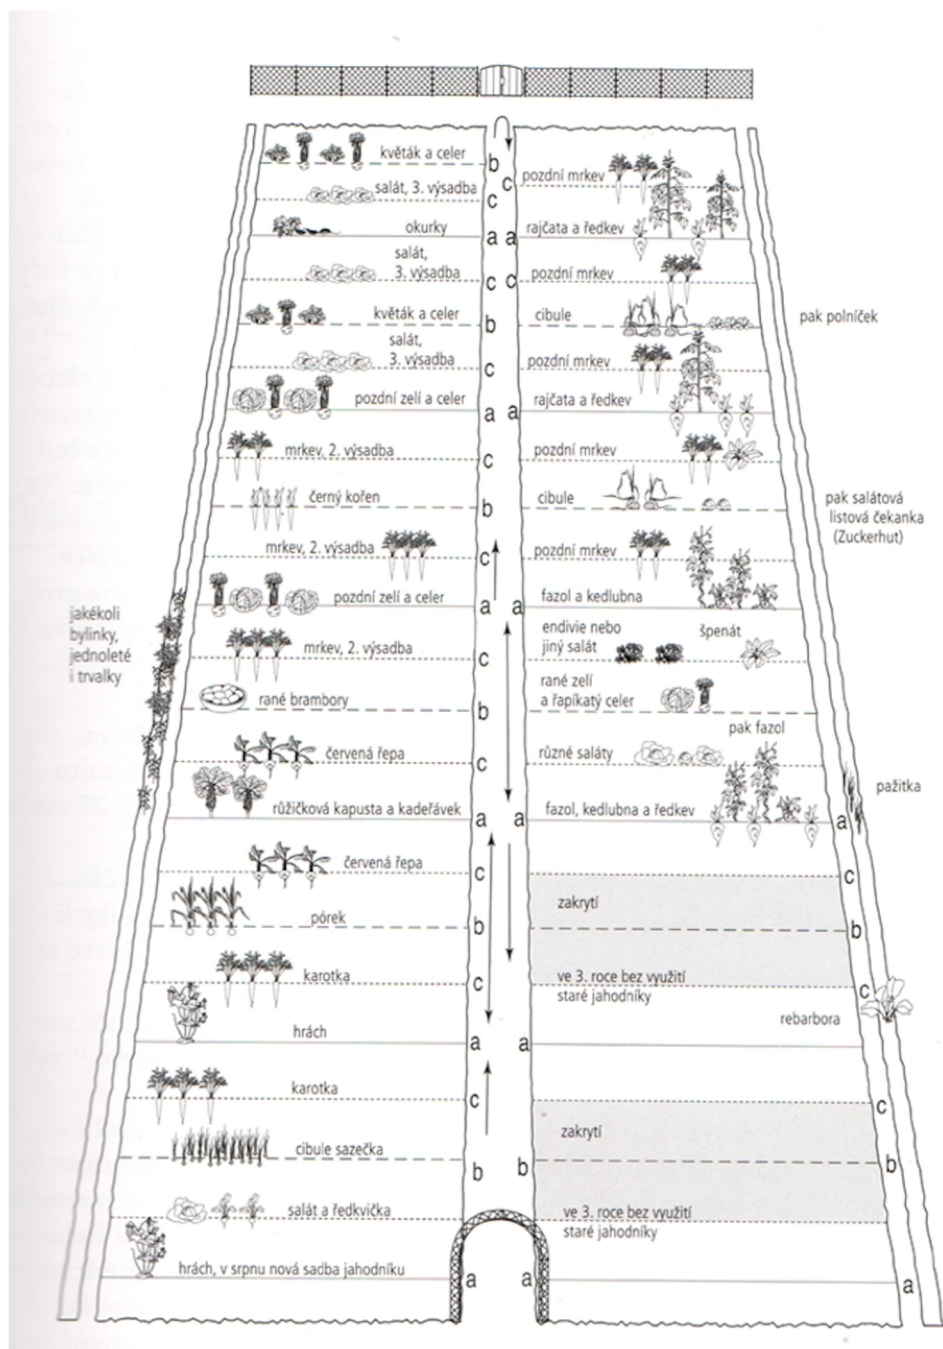 květák a celer b
c pozdní mrkev
salát, 3. výsadba c
okurky a a rajčata a ředkev
salát,
3. výsadba c c pozdní mrkev
květák a celer b cibule pak polníček
salát,
3. výsadba c pozdní mrkev
pozdní zelí a celer a a rajčata a ředkev
mrkev, 2. výsadba c pozdní mrkev
černý kořen b cibule
pak salátová
listová čekanka
(Zuckerhut)
mrkev, 2. výsadba c pozdní mrkev
pozdní zelí a celer a a fazol a kedlubna
jakékoli
bylinky,
jednoleté
i trvalky
mrkev, 2. výsadba c
endivie nebo
jiný salát
špenát
rané brambory b
rané zelí
a řapíkatý celer
pak fazol
červená řepa c různé saláty
pažitka
růžičková kapusta a kadeřávek a a fazol, kedlubna a ředkev a
červená řepa c c
zakrytí
pórek b b
karotka c c
ve 3. roce bez využití
staré jahodníky
rebarbora
hrách a a
karotka c c
zakrytí
cibule sazečka b b b
salát a ředkvička
ve 3. roce bez využití
staré jahodníky
hrách, v srpnu nová sadba jahodníku a a a